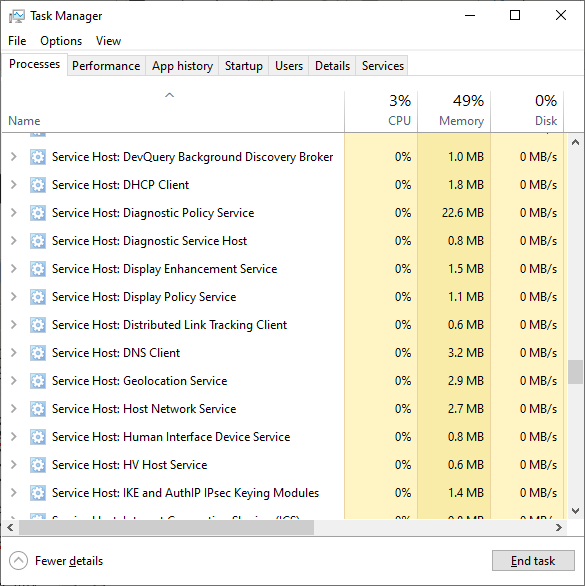 Task Manager
File Options View
Processes Performance App history Startup Users Details Services
3% 49% 0%
Name CPU Memory Disk
Service Host: DevQuery Background Discovery Broker 0% 1.0 MB 0 MB/s
Service Host: DHCP Client 0% 1.8 MB 0 MB/s
Service Host: Diagnostic Policy Service 0% 22.6 MB 0 MB/s
Service Host: Diagnostic Service Host 0% 0.8 MB 0 MB/s
Service Host: Display Enhancement Service 0% 1.5 MB 0 MB/s
Service Host: Display Policy Service 0% 1.1 MB 0 MB/s
Service Host: Distributed Link Tracking Client 0% 0.6 MB 0 MB/s
Service Host: DNS Client 0% 3.2 MB 0 MB/s
Service Host: Geolocation Service 0% 2.9 MB 0 MB/s
Service Host: Host Network Service 0% 2.7 MB 0 MB/s
Service Host: Human Interface Device Service 0% 0.8 MB 0 MB/s
Service Host: HV Host Service 0% 0.6 MB 0 MB/s
Service Host: IKE and AuthIP IPsec Keying Modules 0% 1.4 MB 0 MB/s
Fewer details End task